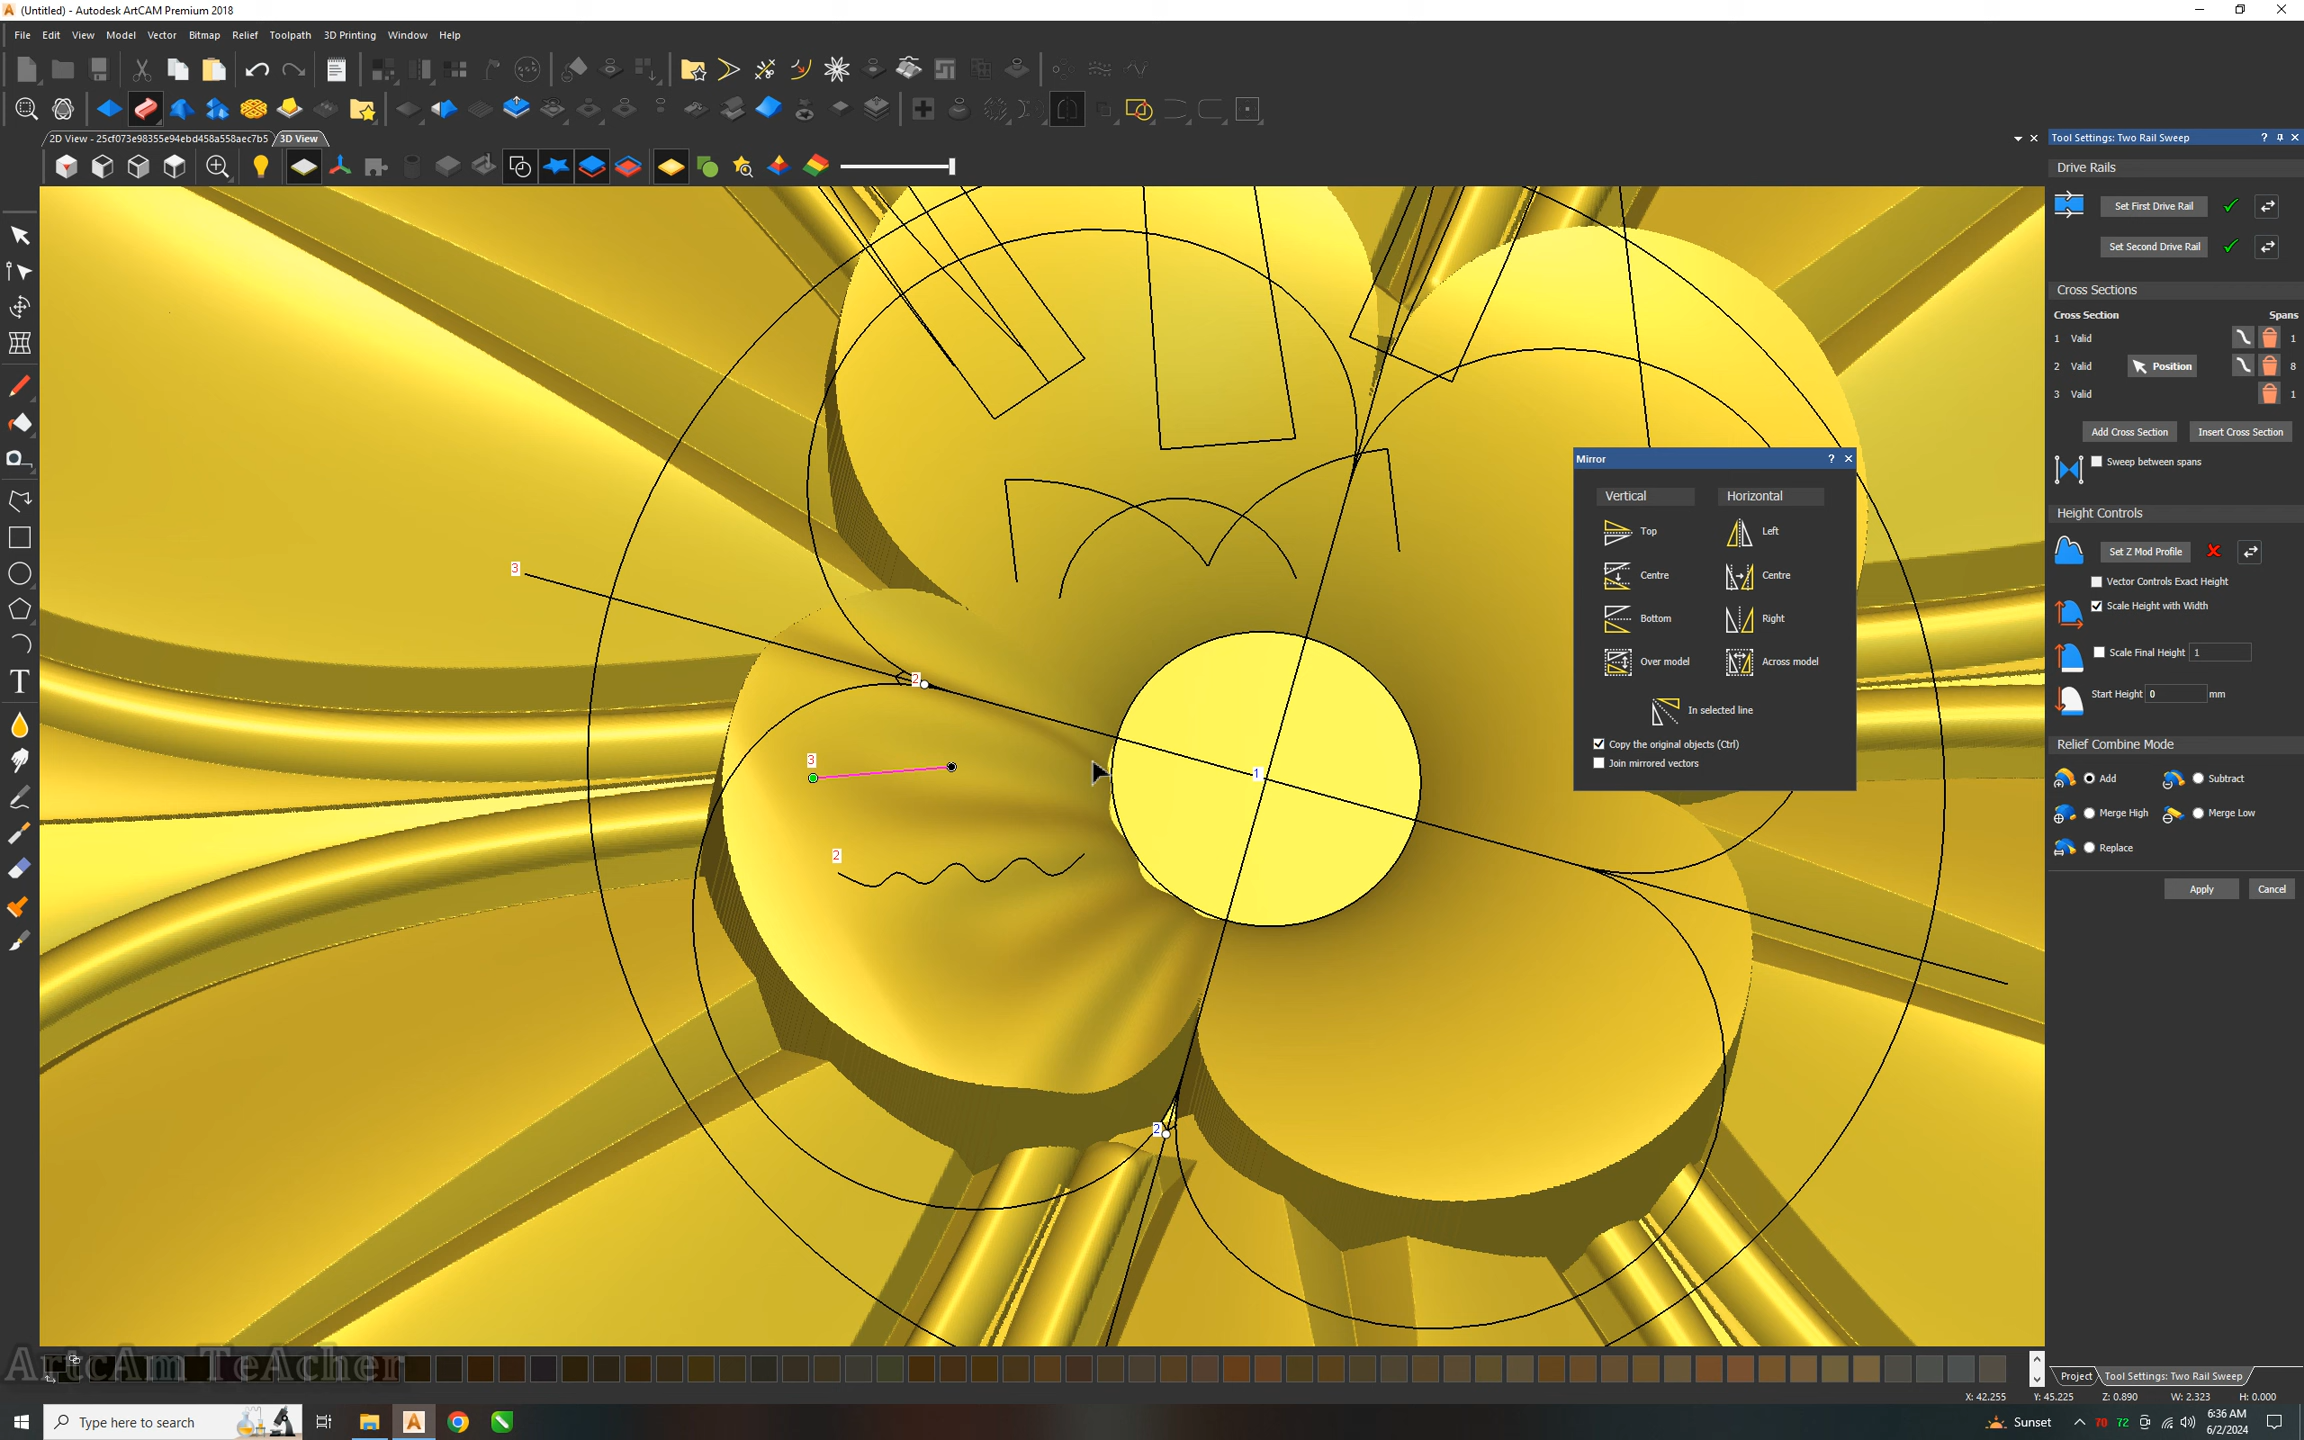 (Untitled) - Autodesk ArtCAM Premium 2018
File Edit View Model Vector Bitmap Relief Toolpath 3D Printing Window Help
2D View - 25cf073e98355e94ebd458a558aec7b5 3D View
Tool Settings: Two Rail Sweep
Drive Rails
Set First Drive Rail
Set Second Drive Rail
Cross Sections
Cross Section Spans
1 Valid 1
2 Valid Position 8
3 Valid 1
Add Cross Section Insert Cross Section
Sweep between spans
Height Controls
Set Z Mod Profile
Vector Controls Exact Height
Scale Height with Width
Scale Final Height 1
Start Height 0 mm
Relief Combine Mode
Add Subtract
Merge High Merge Low
Replace
Apply Cancel
Mirror
Vertical Horizontal
Top Left
Centre Centre
Bottom Right
Over model Across model
In selected line
Copy the original objects (Ctrl)
Join mirrored vectors
3
2
3
1
2
2
ArtcAm TeAcher
Project Tool Settings: Two Rail Sweep
X: 42.255 Y: 45.225 Z: 0.890 W: 2.323 H: 0.000
Type here to search
Sunset 70 72 6:36 AM
6/2/2024